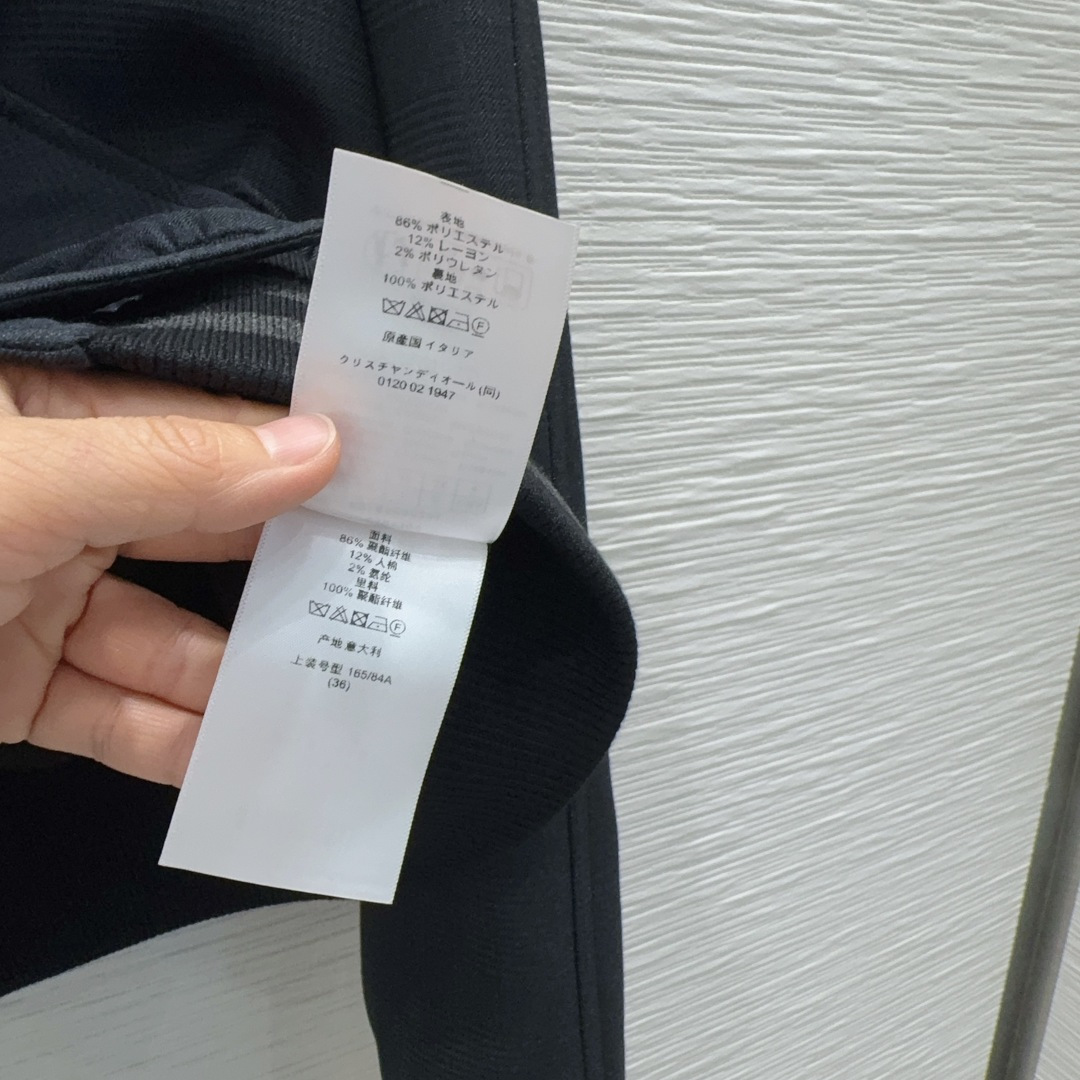 表地
86% ポリエステル
12% レーヨン
2% ポリウレタン
裏地
100% ポリエステル
原産国 イタリア
クリスチャンディオール(同)
0120 02 1947
面料
86% 聚酯纤维
12% 人棉
2% 氨纶
里料
100% 聚酯纤维
产地意大利
上装号型 165/84A
(36)